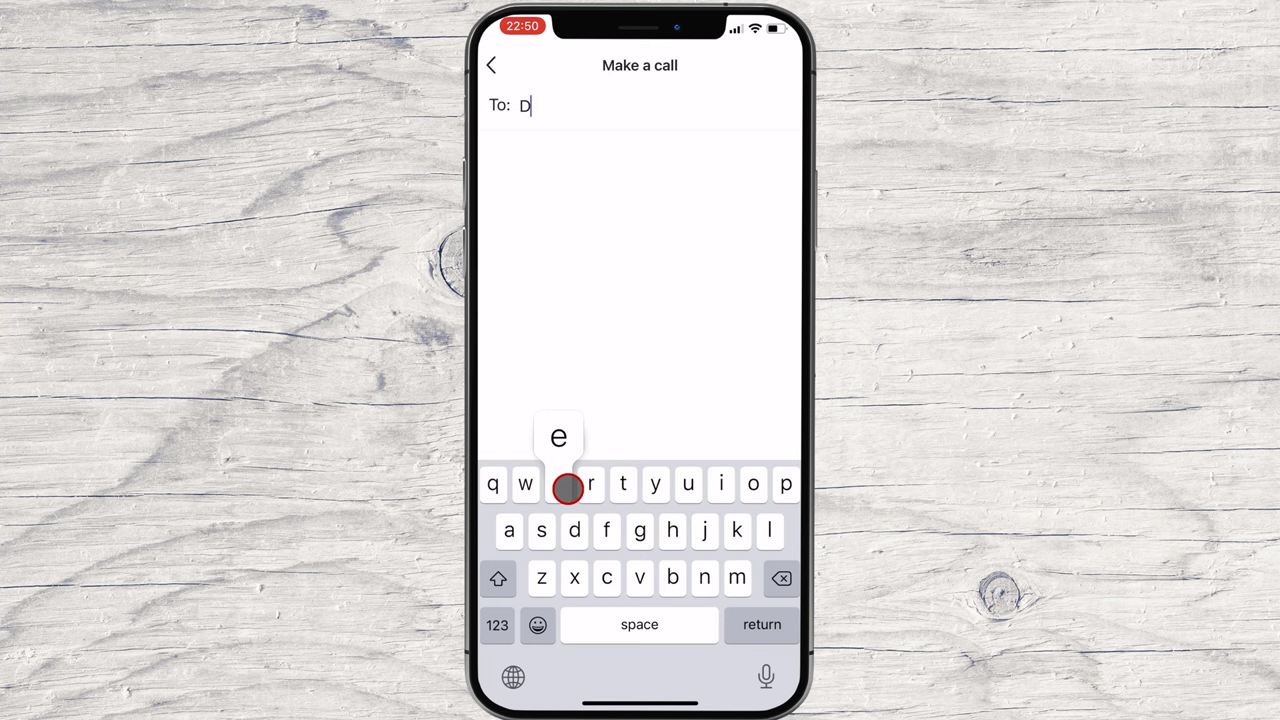 22:50
Make a call
To: D
e
q w r t y u i o p
a s d f g h j k l
z x c v b n m
123 space return